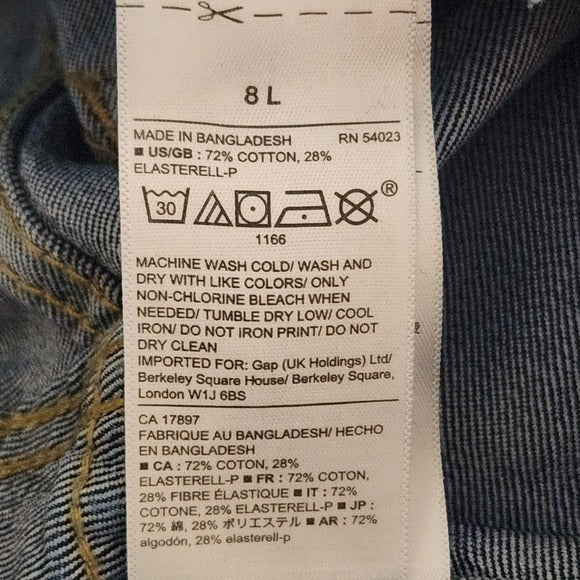 8 L
MADE IN BANGLADESH RN 54023
■ US/GB : 72% COTTON, 28%
ELASTERELL-P
30 ®
1166
MACHINE WASH COLD/ WASH AND
DRY WITH LIKE COLORS/ ONLY
NON-CHLORINE BLEACH WHEN
NEEDED/ TUMBLE DRY LOW/ COOL
IRON/ DO NOT IRON PRINT/ DO NOT
DRY CLEAN
IMPORTED FOR: Gap (UK Holdings) Ltd/
Berkeley Square House/ Berkeley Square,
London W1J 6BS
CA 17897
FABRIQUE AU BANGLADESH/ HECHO
EN BANGLADESH
■ CA : 72% COTON, 28%
ELASTERELL-P ■ FR : 72% COTON,
28% FIBRE ÉLASTIQUE ■ IT : 72%
COTONE, 28% ELASTERELL-P ■ JP :
72% 綿, 28% ポリエステル ■ AR : 72%
algodón, 28% elasterell-p